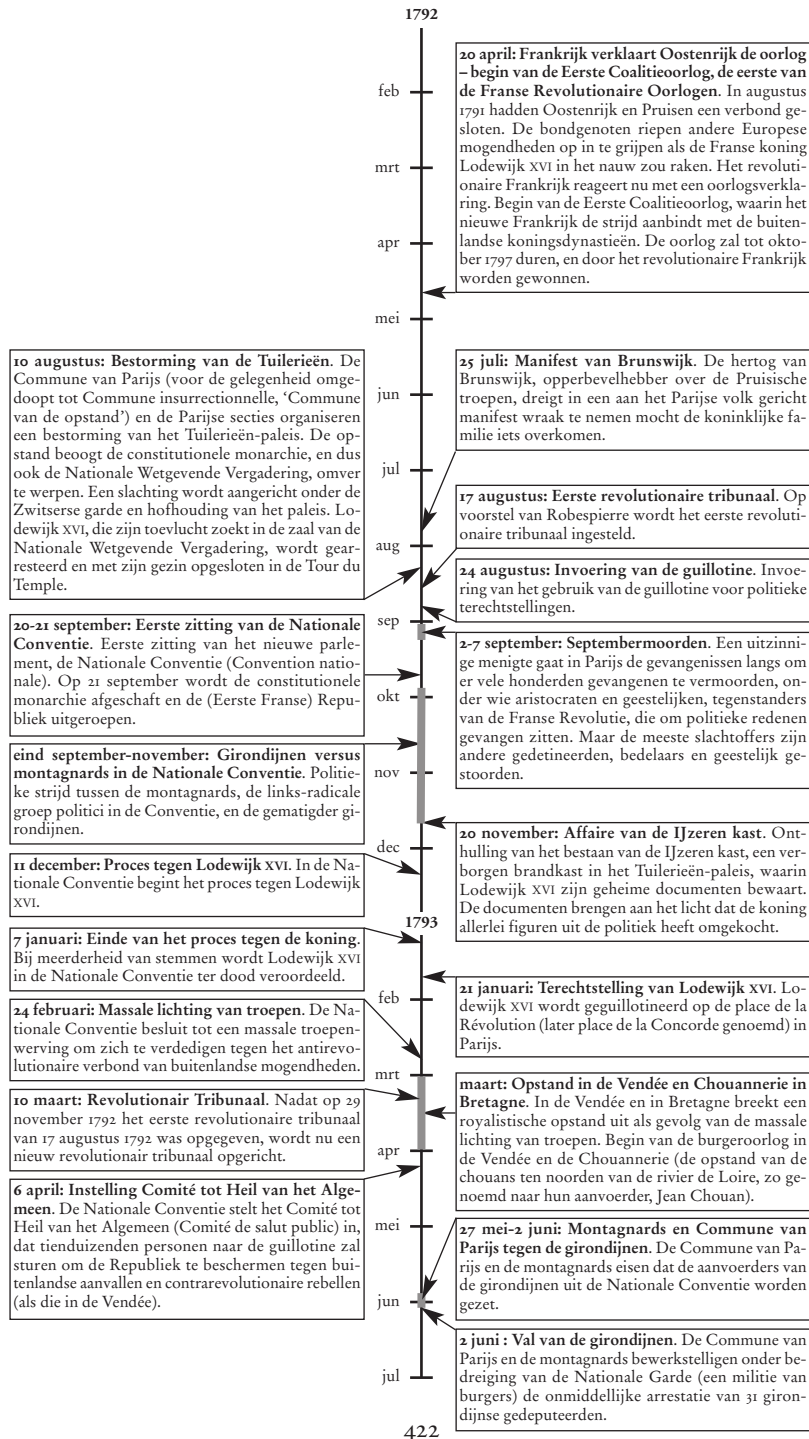 1792
feb
mrt
apr
mei
jun
jul
aug
sep
okt
nov
dec
1793
feb
mrt
apr
mei
jun
jul
20 april: Frankrijk verklaart Oostenrijk de oorlog
– begin van de Eerste Coalitieoorlog, de eerste van
de Franse Revolutionaire Oorlogen. In augustus
1791 hadden Oostenrijk en Pruisen een verbond ge-
sloten. De bondgenoten riepen andere Europese
mogendheden op in te grijpen als de Franse koning
Lodewijk XVI in het nauw zou raken. Het revoluti-
onaire Frankrijk reageert nu met een oorlogsverkla-
ring. Begin van de Eerste Coalitieoorlog, waarin het
nieuwe Frankrijk de strijd aanbindt met de buiten-
landse koningsdynastieën. De oorlog zal tot okto-
ber 1797 duren, en door het revolutionaire Frankrijk
worden gewonnen.
25 juli: Manifest van Brunswijk. De hertog van
Brunswijk, opperbevelhebber over de Pruisische
troepen, dreigt in een aan het Parijse volk gericht
manifest wraak te nemen mocht de koninklijke fa-
milie iets overkomen.
10 augustus: Bestorming van de Tuilerieën. De
Commune van Parijs (voor de gelegenheid omge-
doopt tot Commune insurrectionnelle, ‘Commune
van de opstand’) en de Parijse secties organiseren
een bestorming van het Tuilerieën-paleis. De op-
stand beoogt de constitutionele monarchie, en dus
ook de Nationale Wetgevende Vergadering, omver
te werpen. Een slachting wordt aangericht onder de
Zwitserse garde en hofhouding van het paleis. Lo-
dewijk XVI, die zijn toevlucht zoekt in de zaal van de
Nationale Wetgevende Vergadering, wordt gear-
resteerd en met zijn gezin opgesloten in de Tour du
Temple.
17 augustus: Eerste revolutionaire tribunaal. Op
voorstel van Robespierre wordt het eerste revoluti-
onaire tribunaal ingesteld.
24 augustus: Invoering van de guillotine. Invoe-
ring van het gebruik van de guillotine voor politieke
terechtstellingen.
2-7 september: Septembermoorden. Een uitzinni-
ge menigte gaat in Parijs de gevangenissen langs om
er vele honderden gevangenen te vermoorden, on-
der wie aristocraten en geestelijken, tegenstanders
van de Franse Revolutie, die om politieke redenen
gevangen zitten. Maar de meeste slachtoffers zijn
andere gedetineerden, bedelaars en geestelijk ge-
stoorden.
20-21 september: Eerste zitting van de Nationale
Conventie. Eerste zitting van het nieuwe parle-
ment, de Nationale Conventie (Convention natio-
nale). Op 21 september wordt de constitutionele
monarchie afgeschaft en de (Eerste Franse) Repu-
bliek uitgeroepen.
eind september-november: Girondijnen versus
montagnards in de Nationale Conventie. Politie-
ke strijd tussen de montagnards, de links-radicale
groep politici in de Conventie, en de gematigder gi-
rondijnen.
20 november: Affaire van de IJzeren kast. Ont-
hulling van het bestaan van de IJzeren kast, een ver-
borgen brandkast in het Tuilerieën-paleis, waarin
Lodewijk XVI zijn geheime documenten bewaart.
De documenten brengen aan het licht dat de koning
allerlei figuren uit de politiek heeft omgekocht.
11 december: Proces tegen Lodewijk XVI. In de Na-
tionale Conventie begint het proces tegen Lodewijk
XVI.
7 januari: Einde van het proces tegen de koning.
Bij meerderheid van stemmen wordt Lodewijk XVI
in de Nationale Conventie ter dood veroordeeld.
21 januari: Terechtstelling van Lodewijk XVI. Lo-
dewijk XVI wordt geguillotineerd op de place de la
Révolution (later place de la Concorde genoemd) in
Parijs.
24 februari: Massale lichting van troepen. De Na-
tionale Conventie besluit tot een massale troepen-
werving om zich te verdedigen tegen het antirevo-
lutionaire verbond van buitenlandse mogendheden.
10 maart: Revolutionair Tribunaal. Nadat op 29
november 1792 het eerste revolutionaire tribunaal
van 17 augustus 1792 was opgegeven, wordt nu een
nieuw revolutionair tribunaal opgericht.
maart: Opstand in de Vendée en Chouannerie in
Bretagne. In de Vendée en in Bretagne breekt een
royalistische opstand uit als gevolg van de massale
lichting van troepen. Begin van de burgeroorlog in
de Vendée en de Chouannerie (de opstand van de
chouans ten noorden van de rivier de Loire, zo ge-
noemd naar hun aanvoerder, Jean Chouan).
6 april: Instelling Comité tot Heil van het Alge-
meen. De Nationale Conventie stelt het Comité tot
Heil van het Algemeen (Comité de salut public) in,
dat tienduizenden personen naar de guillotine zal
sturen om de Republiek te beschermen tegen bui-
tenlandse aanvallen en contrarevolutionaire rebellen
(als die in de Vendée).
27 mei-2 juni: Montagnards en Commune van
Parijs tegen de girondijnen. De Commune van Pa-
rijs en de montagnards eisen dat de aanvoerders van
de girondijnen uit de Nationale Conventie worden
gezet.
2 juni : Val van de girondijnen. De Commune van
Parijs en de montagnards bewerkstelligen onder be-
dreiging van de Nationale Garde (een militie van
burgers) de onmiddellijke arrestatie van 31 giron-
dijnse gedeputeerden.
422